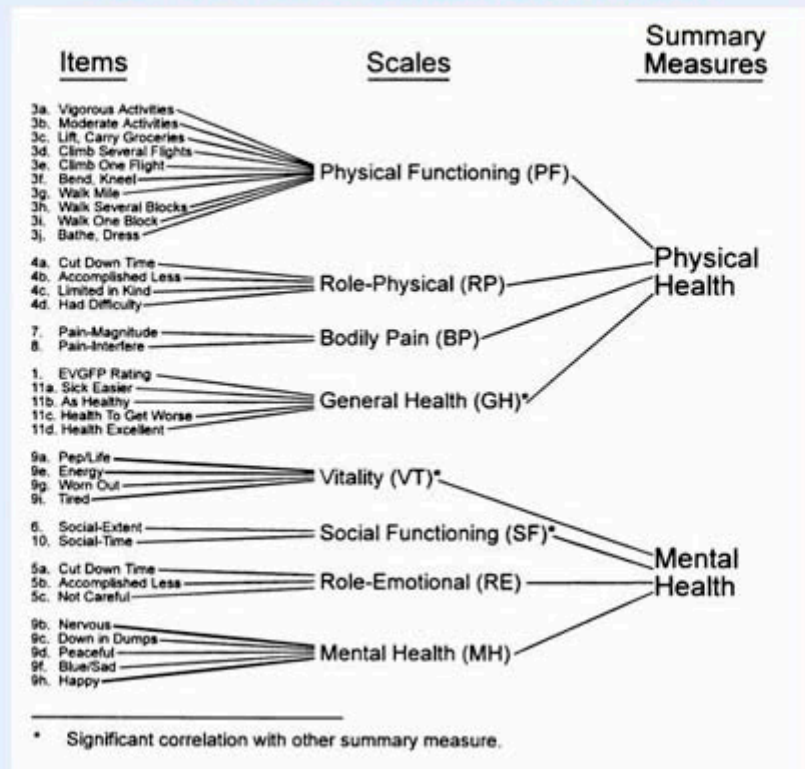 Items
Scales
Summary
Measures
3a. Vigorous Activities
3b. Moderate Activities
3c. Lift, Carry Groceries
3d. Climb Several Flights
3e. Climb One Flight
3f. Bend, Kneel
3g. Walk Mile
3h. Walk Several Blocks
3i. Walk One Block
3j. Bathe, Dress
Physical Functioning (PF)
4a. Cut Down Time
4b. Accomplished Less
4c. Limited in Kind
4d. Had Difficulty
Role-Physical (RP)
7. Pain-Magnitude
8. Pain-Interfere
Bodily Pain (BP)
1. EVGFP Rating
11a. Sick Easier
11b. As Healthy
11c. Health To Get Worse
11d. Health Excellent
General Health (GH)*
Physical
Health
9a. Pep/Life
9e. Energy
9g. Worn Out
9i. Tired
Vitality (VT)*
6. Social-Extent
10. Social-Time
Social Functioning (SF)*
5a. Cut Down Time
5b. Accomplished Less
5c. Not Careful
Role-Emotional (RE)
9b. Nervous
9c. Down in Dumps
9d. Peaceful
9f. Blue/Sad
9h. Happy
Mental Health (MH)
Mental
Health
* Significant correlation with other summary measure.